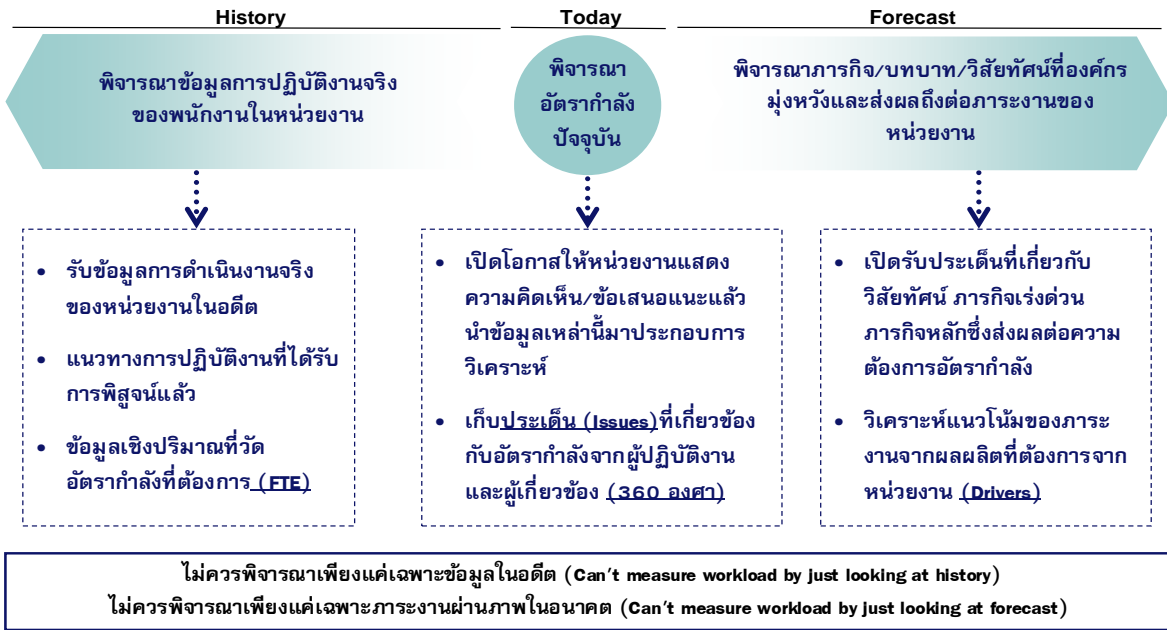 History
Today
Forecast
พิจารณาข้อมูลการปฏิบัติงานจริง
ของพนักงานในหน่วยงาน
พิจารณา
อัตรากำลัง
ปัจจุบัน
พิจารณาภารกิจ/บทบาท/วิสัยทัศน์ที่องค์กร
มุ่งหวังและส่งผลถึงต่อภาระงานของ
หน่วยงาน
• รับข้อมูลการดำเนินงานจริง
ของหน่วยงานในอดีต
• แนวทางการปฏิบัติงานที่ได้รับ
การพิสูจน์แล้ว
• ข้อมูลเชิงปริมาณที่วัด
อัตรากำลังที่ต้องการ (FTE)
• เปิดโอกาสให้หน่วยงานแสดง
ความคิดเห็น/ข้อเสนอแนะแล้ว
นำข้อมูลเหล่านี้มาประกอบการ
วิเคราะห์
• เก็บประเด็น (Issues)ที่เกี่ยวข้อง
กับอัตรากำลังจากผู้ปฏิบัติงาน
และผู้เกี่ยวข้อง (360 องศา)
• เปิดรับประเด็นที่เกี่ยวกับ
วิสัยทัศน์ ภารกิจเร่งด่วน
ภารกิจหลักซึ่งส่งผลต่อความ
ต้องการอัตรากำลัง
• วิเคราะห์แนวโน้มของภาระ
งานจากผลผลิตที่ต้องการจาก
หน่วยงาน (Drivers)
ไม่ควรพิจารณาเพียงแค่เฉพาะข้อมูลในอดีต (Can't measure workload by just looking at history)
ไม่ควรพิจารณาเพียงแค่เฉพาะภาระงานผ่านภาพในอนาคต (Can't measure workload by just looking at forecast)